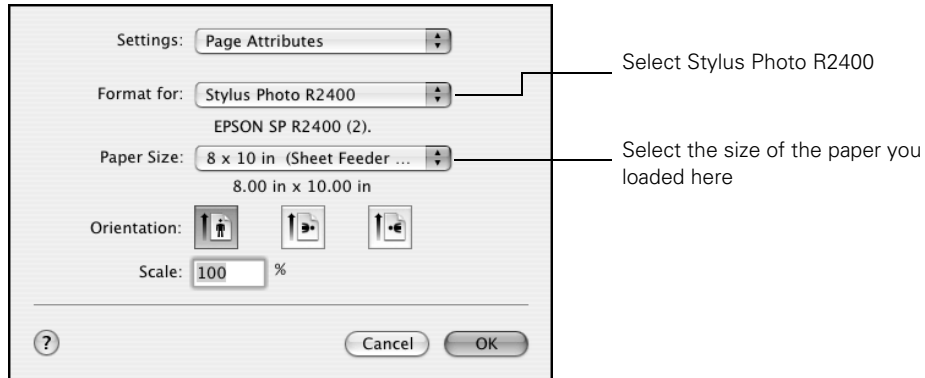 Settings: Page Attributes
Format for: Stylus Photo R2400
EPSON SP R2400 (2).
Paper Size: 8 x 10 in (Sheet Feeder ...
8.00 in x 10.00 in
Orientation:
Scale: 100 %
? Cancel OK
Select Stylus Photo R2400
Select the size of the paper you
loaded here